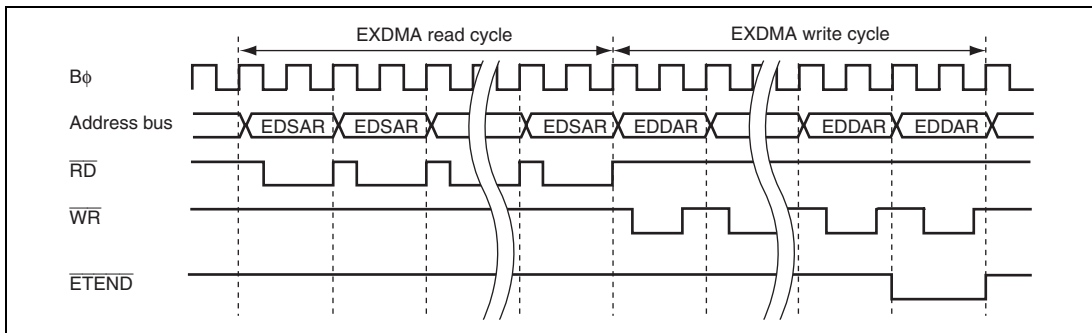 EXDMA read cycle EXDMA write cycle
Bϕ
Address bus EDSAR EDSAR EDSAR EDDAR EDDAR EDDAR
RD
WR
ETEND